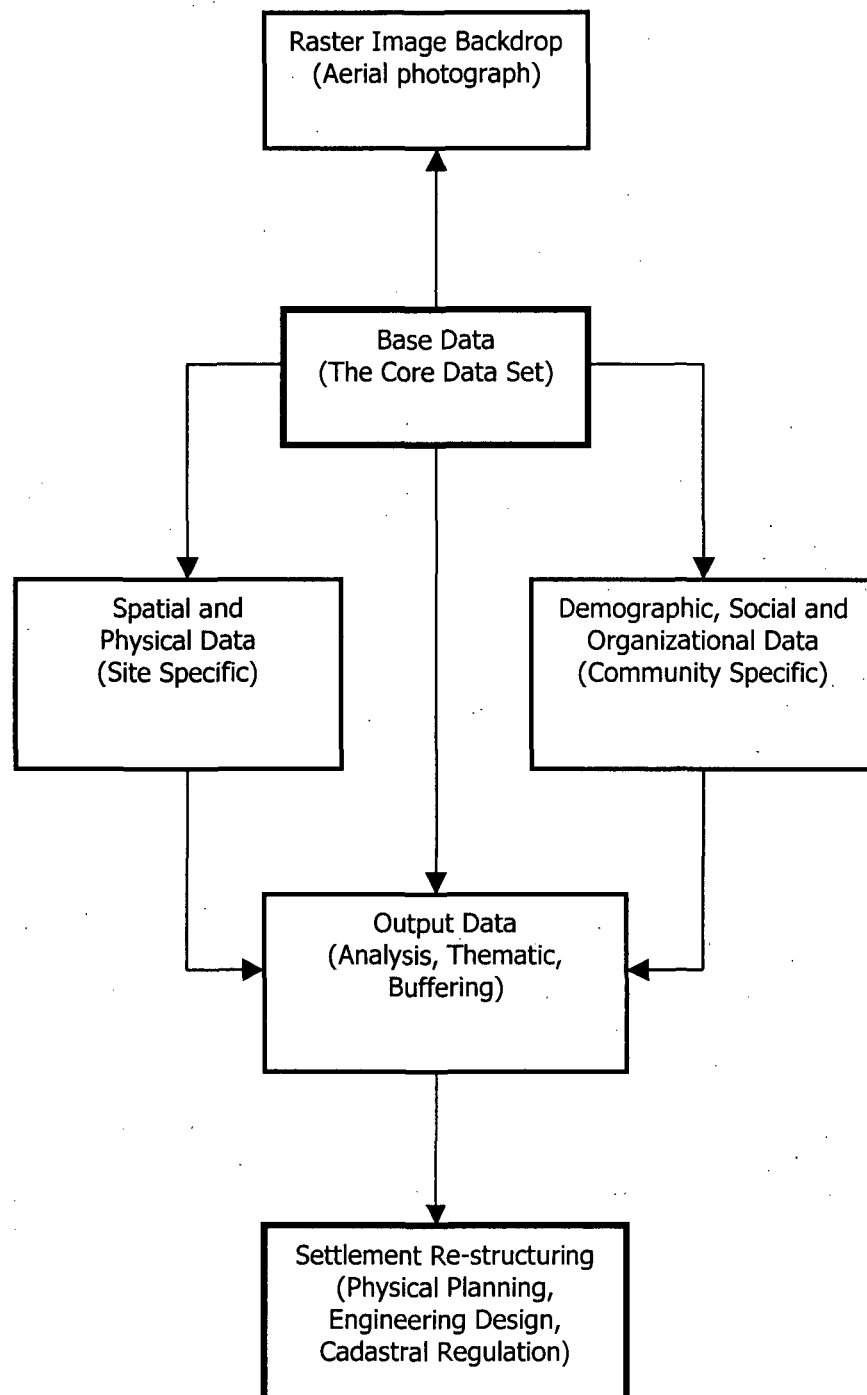 Raster Image Backdrop
(Aerial photograph)
Base Data
(The Core Data Set)
Spatial and
Physical Data
(Site Specific)
Demographic, Social and
Organizational Data
(Community Specific)
Output Data
(Analysis, Thematic,
Buffering)
Settlement Re-structuring
(Physical Planning,
Engineering Design,
Cadastral Regulation)